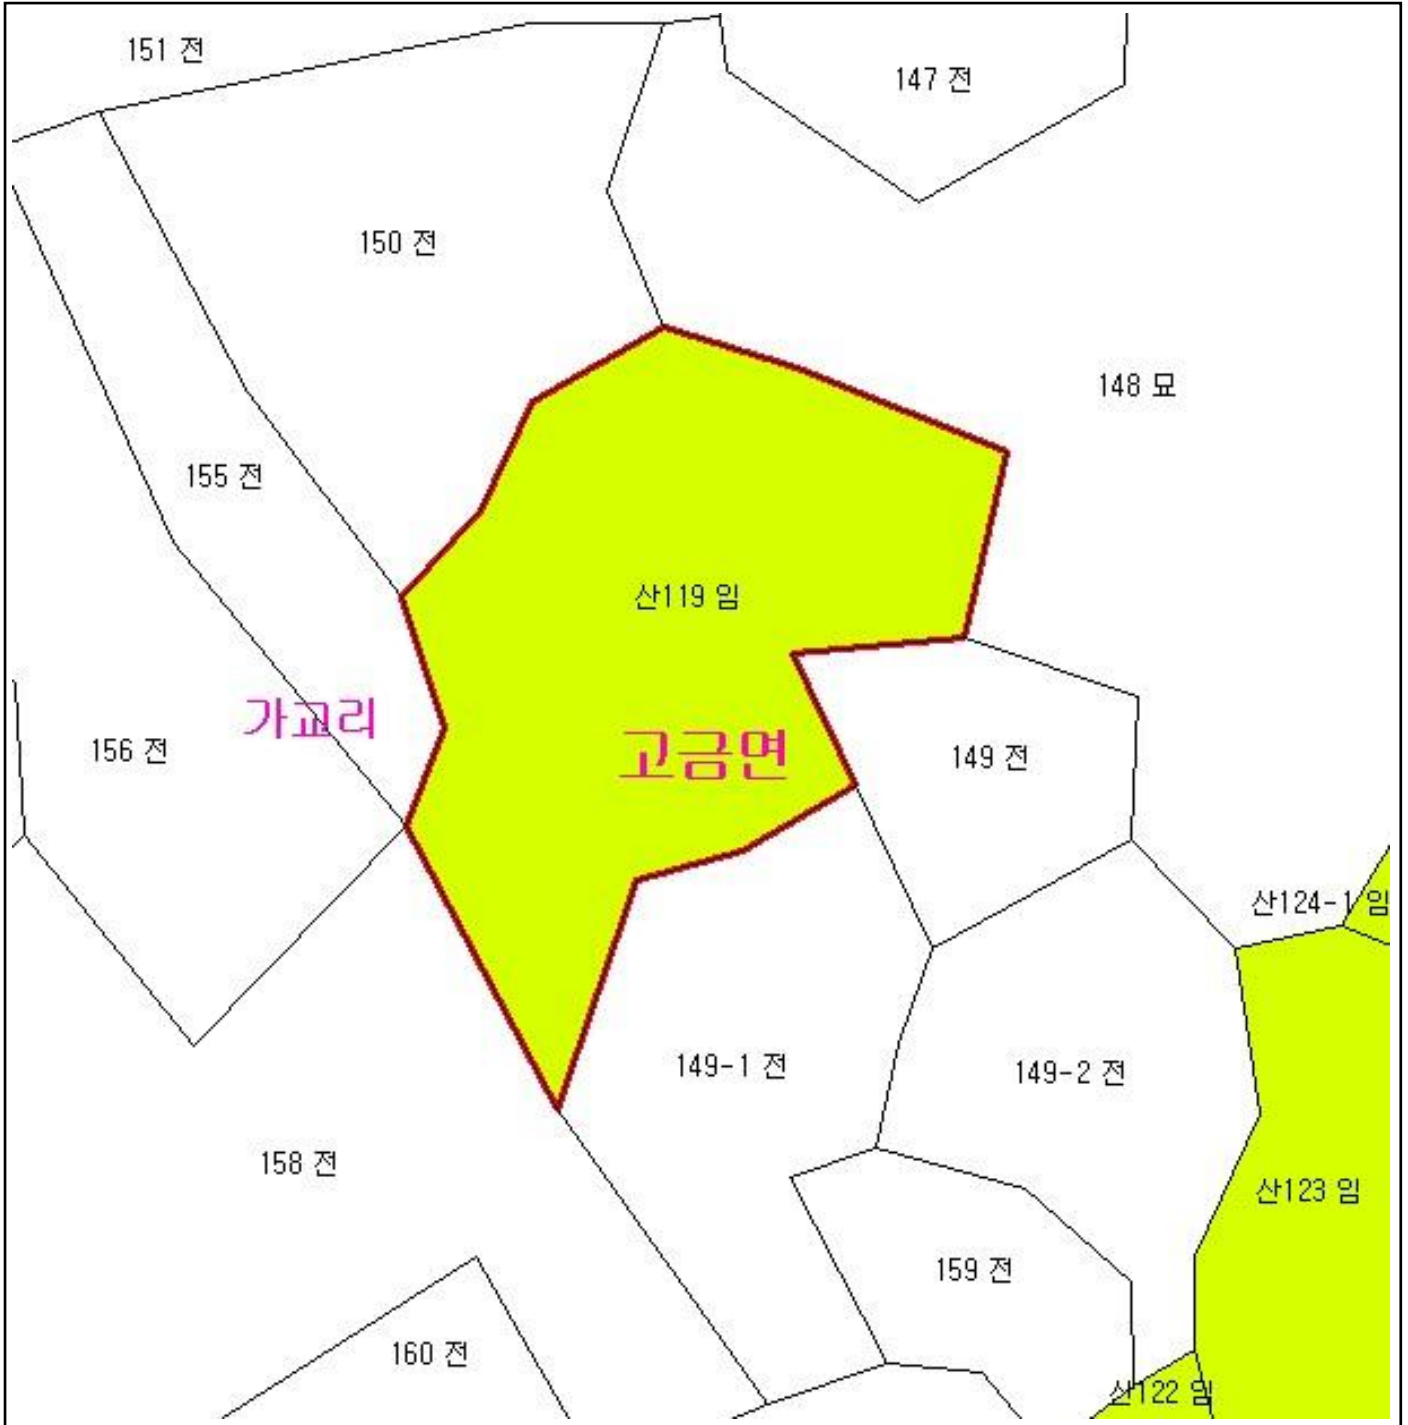 151 전
147 전
150 전
148 묘
155 전
산119 임
가교리
고금면
156 전
149 전
산124-1 임
149-1 전
149-2 전
158 전
산123 임
159 전
160 전
산122 임